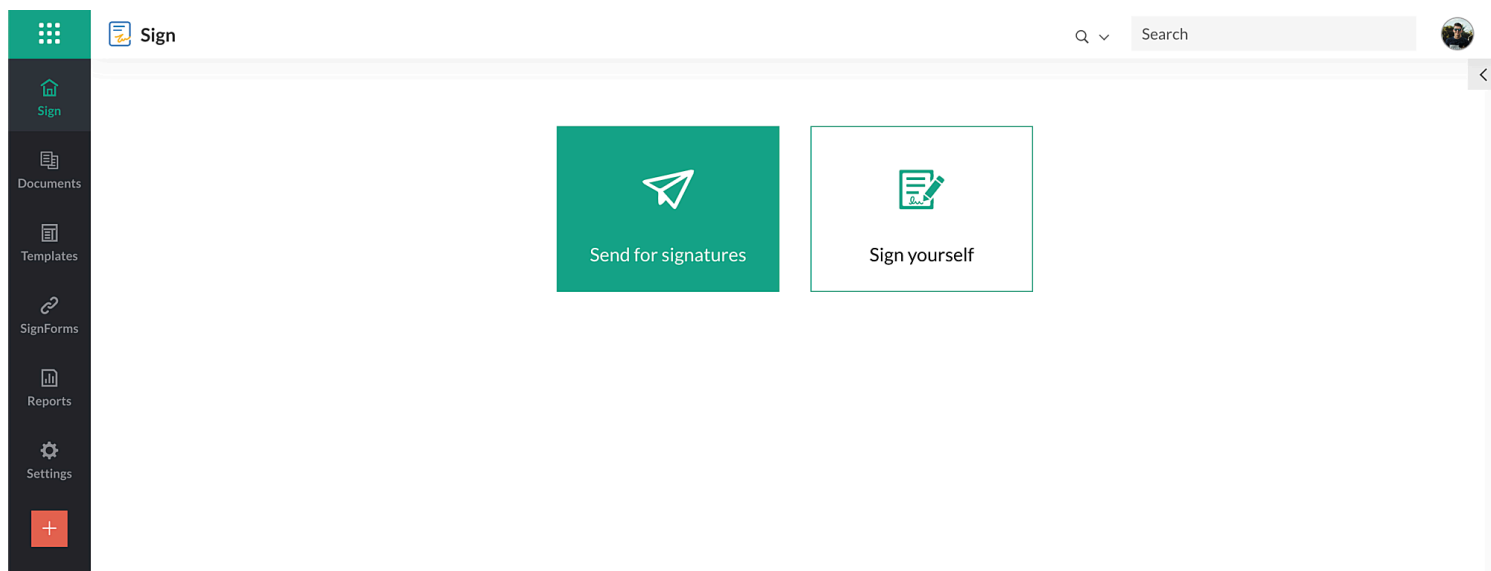 Sign
Search
Sign
Documents
Templates
SignForms
Reports
Settings
Send for signatures
Sign yourself